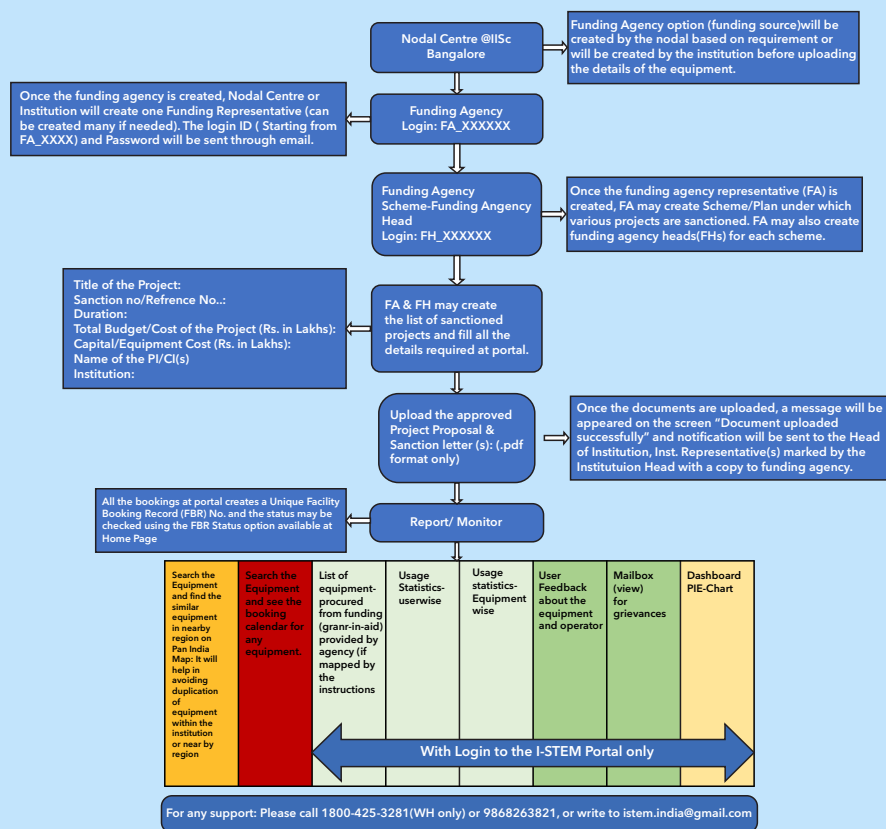 Nodal Centre @IISc
Bangalore
Funding Agency option (funding source)will be
created by the nodal based on requirement or
will be created by the institution before uploading
the details of the equipment.
Once the funding agency is created, Nodal Centre or
Institution will create one Funding Representative (can
be created many if needed). The login ID ( Starting from
FA_XXXX) and Password will be sent through email.
Funding Agency
Login: FA_XXXXXX
Funding Agency
Scheme-Funding Angency
Head
Login: FH_XXXXXX
Once the funding agency representative (FA) is
created, FA may create Scheme/Plan under which
various projects are sanctioned. FA may also create
funding agency heads(FHs) for each scheme.
Title of the Project:
Sanction no/Refrence No..:
Duration:
Total Budget/Cost of the Project (Rs. in Lakhs):
Capital/Equipment Cost (Rs. in Lakhs):
Name of the PI/CI(s)
Institution:
FA & FH may create
the list of sanctioned
projects and fill all the
details required at portal.
Upload the approved
Project Proposal &
Sanction letter (s): (.pdf
format only)
Once the documents are uploaded, a message will be
appeared on the screen “Document uploaded
successfully” and notification will be sent to the Head
of Institution, Inst. Representative(s) marked by the
Institutuion Head with a copy to funding agency.
All the bookings at portal creates a Unique Facility
Booking Record (FBR) No. and the status may be
checked using the FBR Status option available at
Home Page
Report/ Monitor
Search the
Equipment
and find the
similar
equipment
in nearby
region on
Pan India
Map: It will
help in
avoiding
duplication
of
equipment
within the
institution
or near by
region
Search the
Equipment
and see the
booking
calendar for
any
equipment.
List of
equipment-
procured
from funding
(granr-in-aid)
provided by
agency (if
mapped by
the
instructions
Usage
Statistics-
userwise
Usage
statistics-
Equipment
wise
User
Feedback
about the
equipment
and operator
Mailbox
(view)
for
grievances
Dashboard
PIE-Chart
With Login to the I-STEM Portal only
For any support: Please call 1800-425-3281(WH only) or 9868263821, or write to istem.india@gmail.com